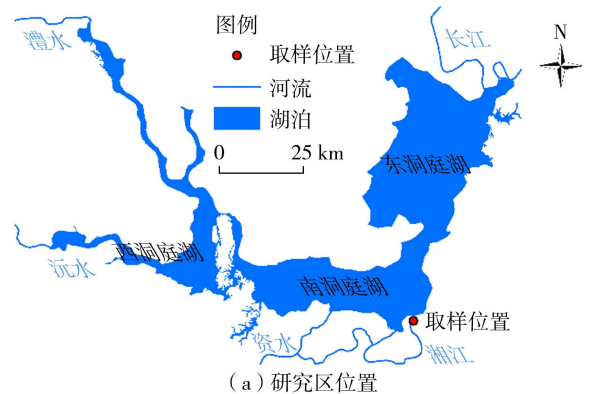 图例
取样位置
河流
湖泊
0 25 km
澧水
长江
N
东洞庭湖
西洞庭湖
沅水
南洞庭湖
取样位置
资水
湘江
（a）研究区位置